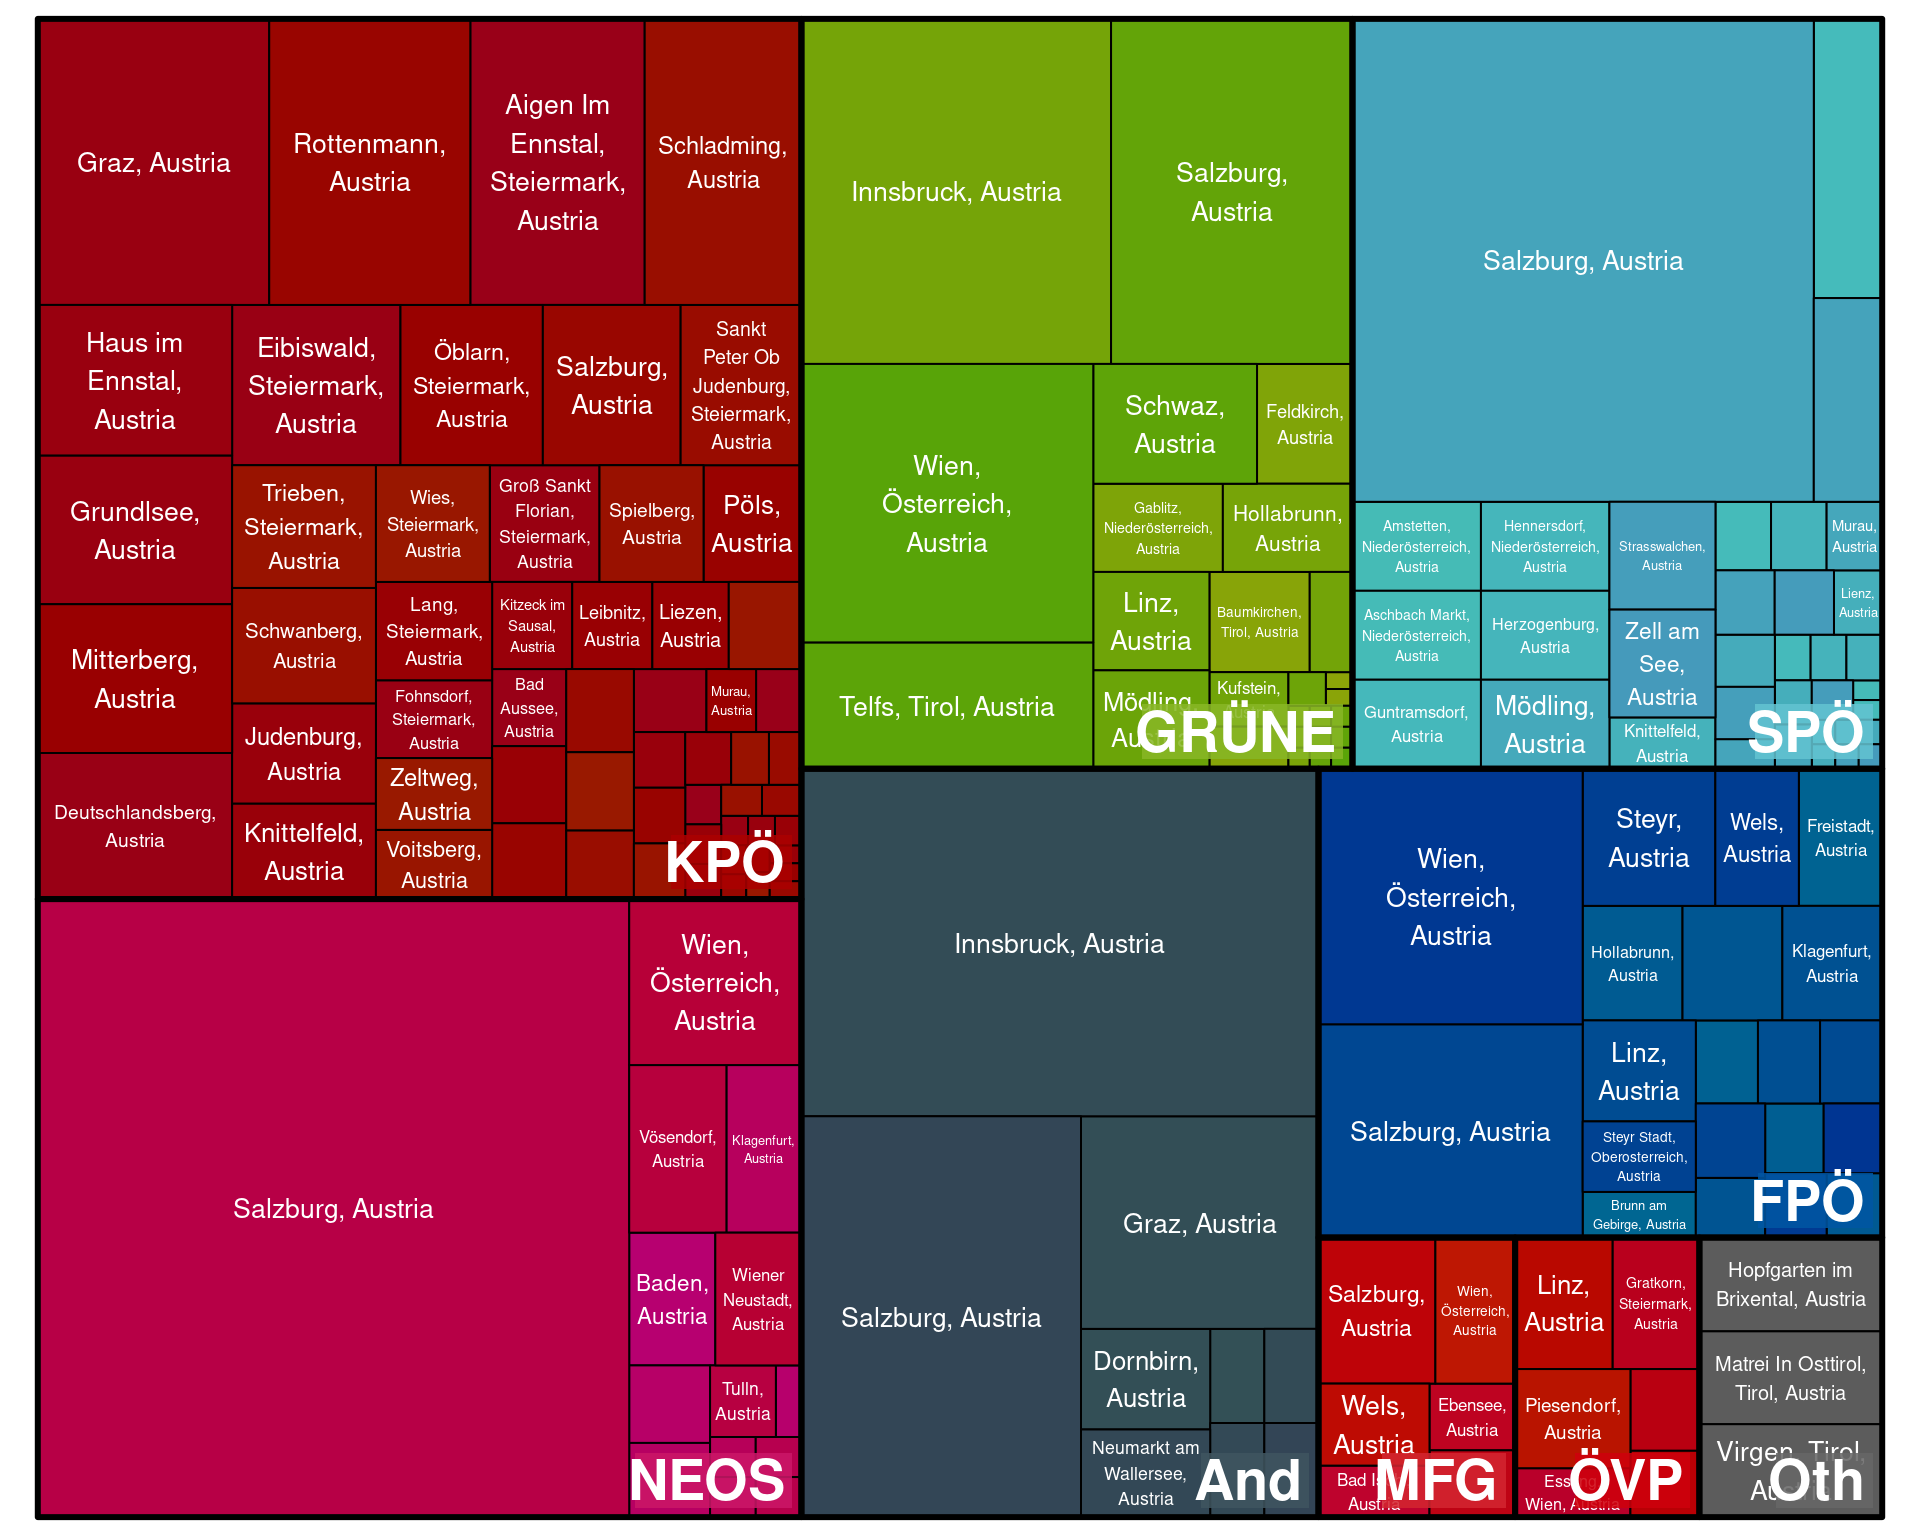 Graz, Austria
Rottenmann,
Austria
Aigen Im
Ennstal,
Steiermark,
Austria
Schladming,
Austria
Haus im
Ennstal,
Austria
Eibiswald,
Steiermark,
Austria
Öblarn,
Steiermark,
Austria
Salzburg,
Austria
Sankt
Peter Ob
Judenburg,
Steiermark,
Austria
Grundlsee,
Austria
Trieben,
Steiermark,
Austria
Wies,
Steiermark,
Austria
Groß Sankt
Florian,
Steiermark,
Austria
Spielberg,
Austria
Pöls,
Austria
Mitterberg,
Austria
Schwanberg,
Austria
Lang,
Steiermark,
Austria
Kitzeck im
Sausal,
Austria
Leibnitz,
Austria
Liezen,
Austria
Judenburg,
Austria
Fohnsdorf,
Steiermark,
Austria
Bad
Aussee,
Austria
Murau,
Austria
Deutschlandsberg,
Austria
Knittelfeld,
Austria
Zeltweg,
Austria
Voitsberg,
Austria
KPÖ
Innsbruck, Austria
Salzburg,
Austria
Wien,
Österreich,
Austria
Schwaz,
Austria
Feldkirch,
Austria
Gablitz,
Niederösterreich,
Austria
Hollabrunn,
Austria
Linz,
Austria
Baumkirchen,
Tirol, Austria
Telfs, Tirol, Austria
Mödling,
Austria
Kufstein,
GRÜNE
Salzburg, Austria
Amstetten,
Niederösterreich,
Austria
Hennersdorf,
Niederösterreich,
Austria
Strasswalchen,
Austria
Murau,
Austria
Aschbach Markt,
Niederösterreich,
Austria
Herzogenburg,
Austria
Zell am
See,
Austria
Lienz,
Austria
Guntramsdorf,
Austria
Mödling,
Austria
Knittelfeld,
Austria
SPÖ
Salzburg, Austria
Wien,
Österreich,
Austria
Vösendorf,
Austria
Klagenfurt,
Austria
Baden,
Austria
Wiener
Neustadt,
Austria
Tulln,
Austria
NEOS
Innsbruck, Austria
Salzburg, Austria
Graz, Austria
Dornbirn,
Austria
Neumarkt am
Wallersee,
Austria
And
Wien,
Österreich,
Austria
Steyr,
Austria
Wels,
Austria
Freistadt,
Austria
Hollabrunn,
Austria
Klagenfurt,
Austria
Salzburg, Austria
Linz,
Austria
Steyr Stadt,
Oberosterreich,
Austria
Brunn am
Gebirge, Austria
FPÖ
Salzburg,
Austria
Wien,
Österreich,
Austria
Wels,
Austria
Ebensee,
Austria
Bad
Austria
MFG
Linz,
Austria
Gratkorn,
Steiermark,
Austria
Piesendorf,
Austria
Essling,
Wien, Austria
ÖVP
Hopfgarten im
Brixental, Austria
Matrei In Osttirol,
Tirol, Austria
Virgen, Tirol,
Austria
Oth